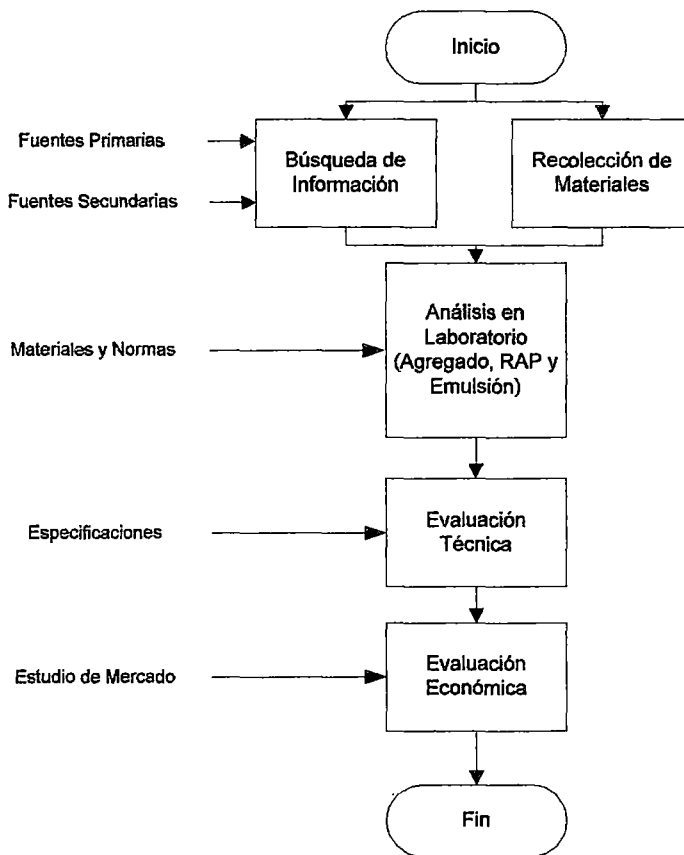 Inicio
Fuentes Primarias
Fuentes Secundarias
Búsqueda de
Información
Recolección de
Materiales
Materiales y Normas
Análisis en
Laboratorio
(Agregado, RAP y
Emulsión)
Especificaciones
Evaluación
Técnica
Estudio de Mercado
Evaluación
Económica
Fin